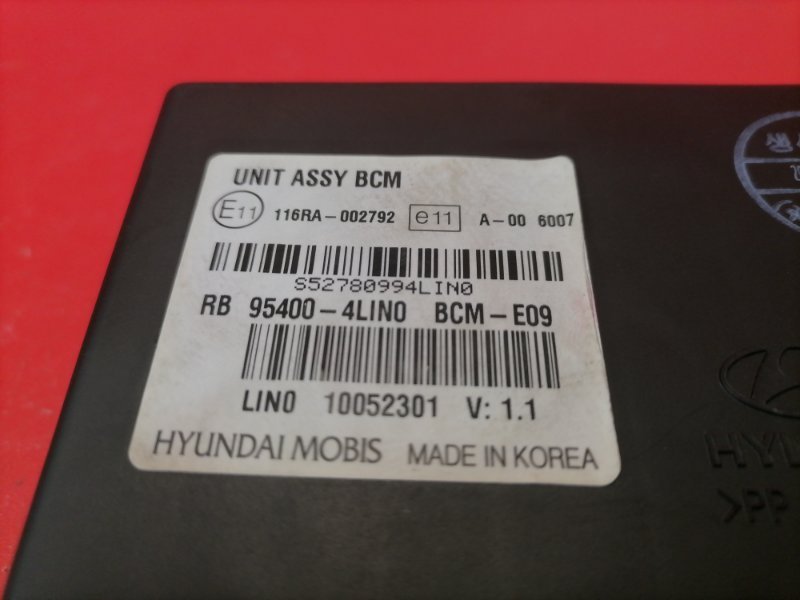 UNIT ASSY BCM
E11 116RA-002792 e11 A-00 6007
S52780994LIN0
RB 95400-4LIN0 BCM-E09
LIN0 10052301 V: 1.1
HYUNDAI MOBIS MADE IN KOREA
>PP